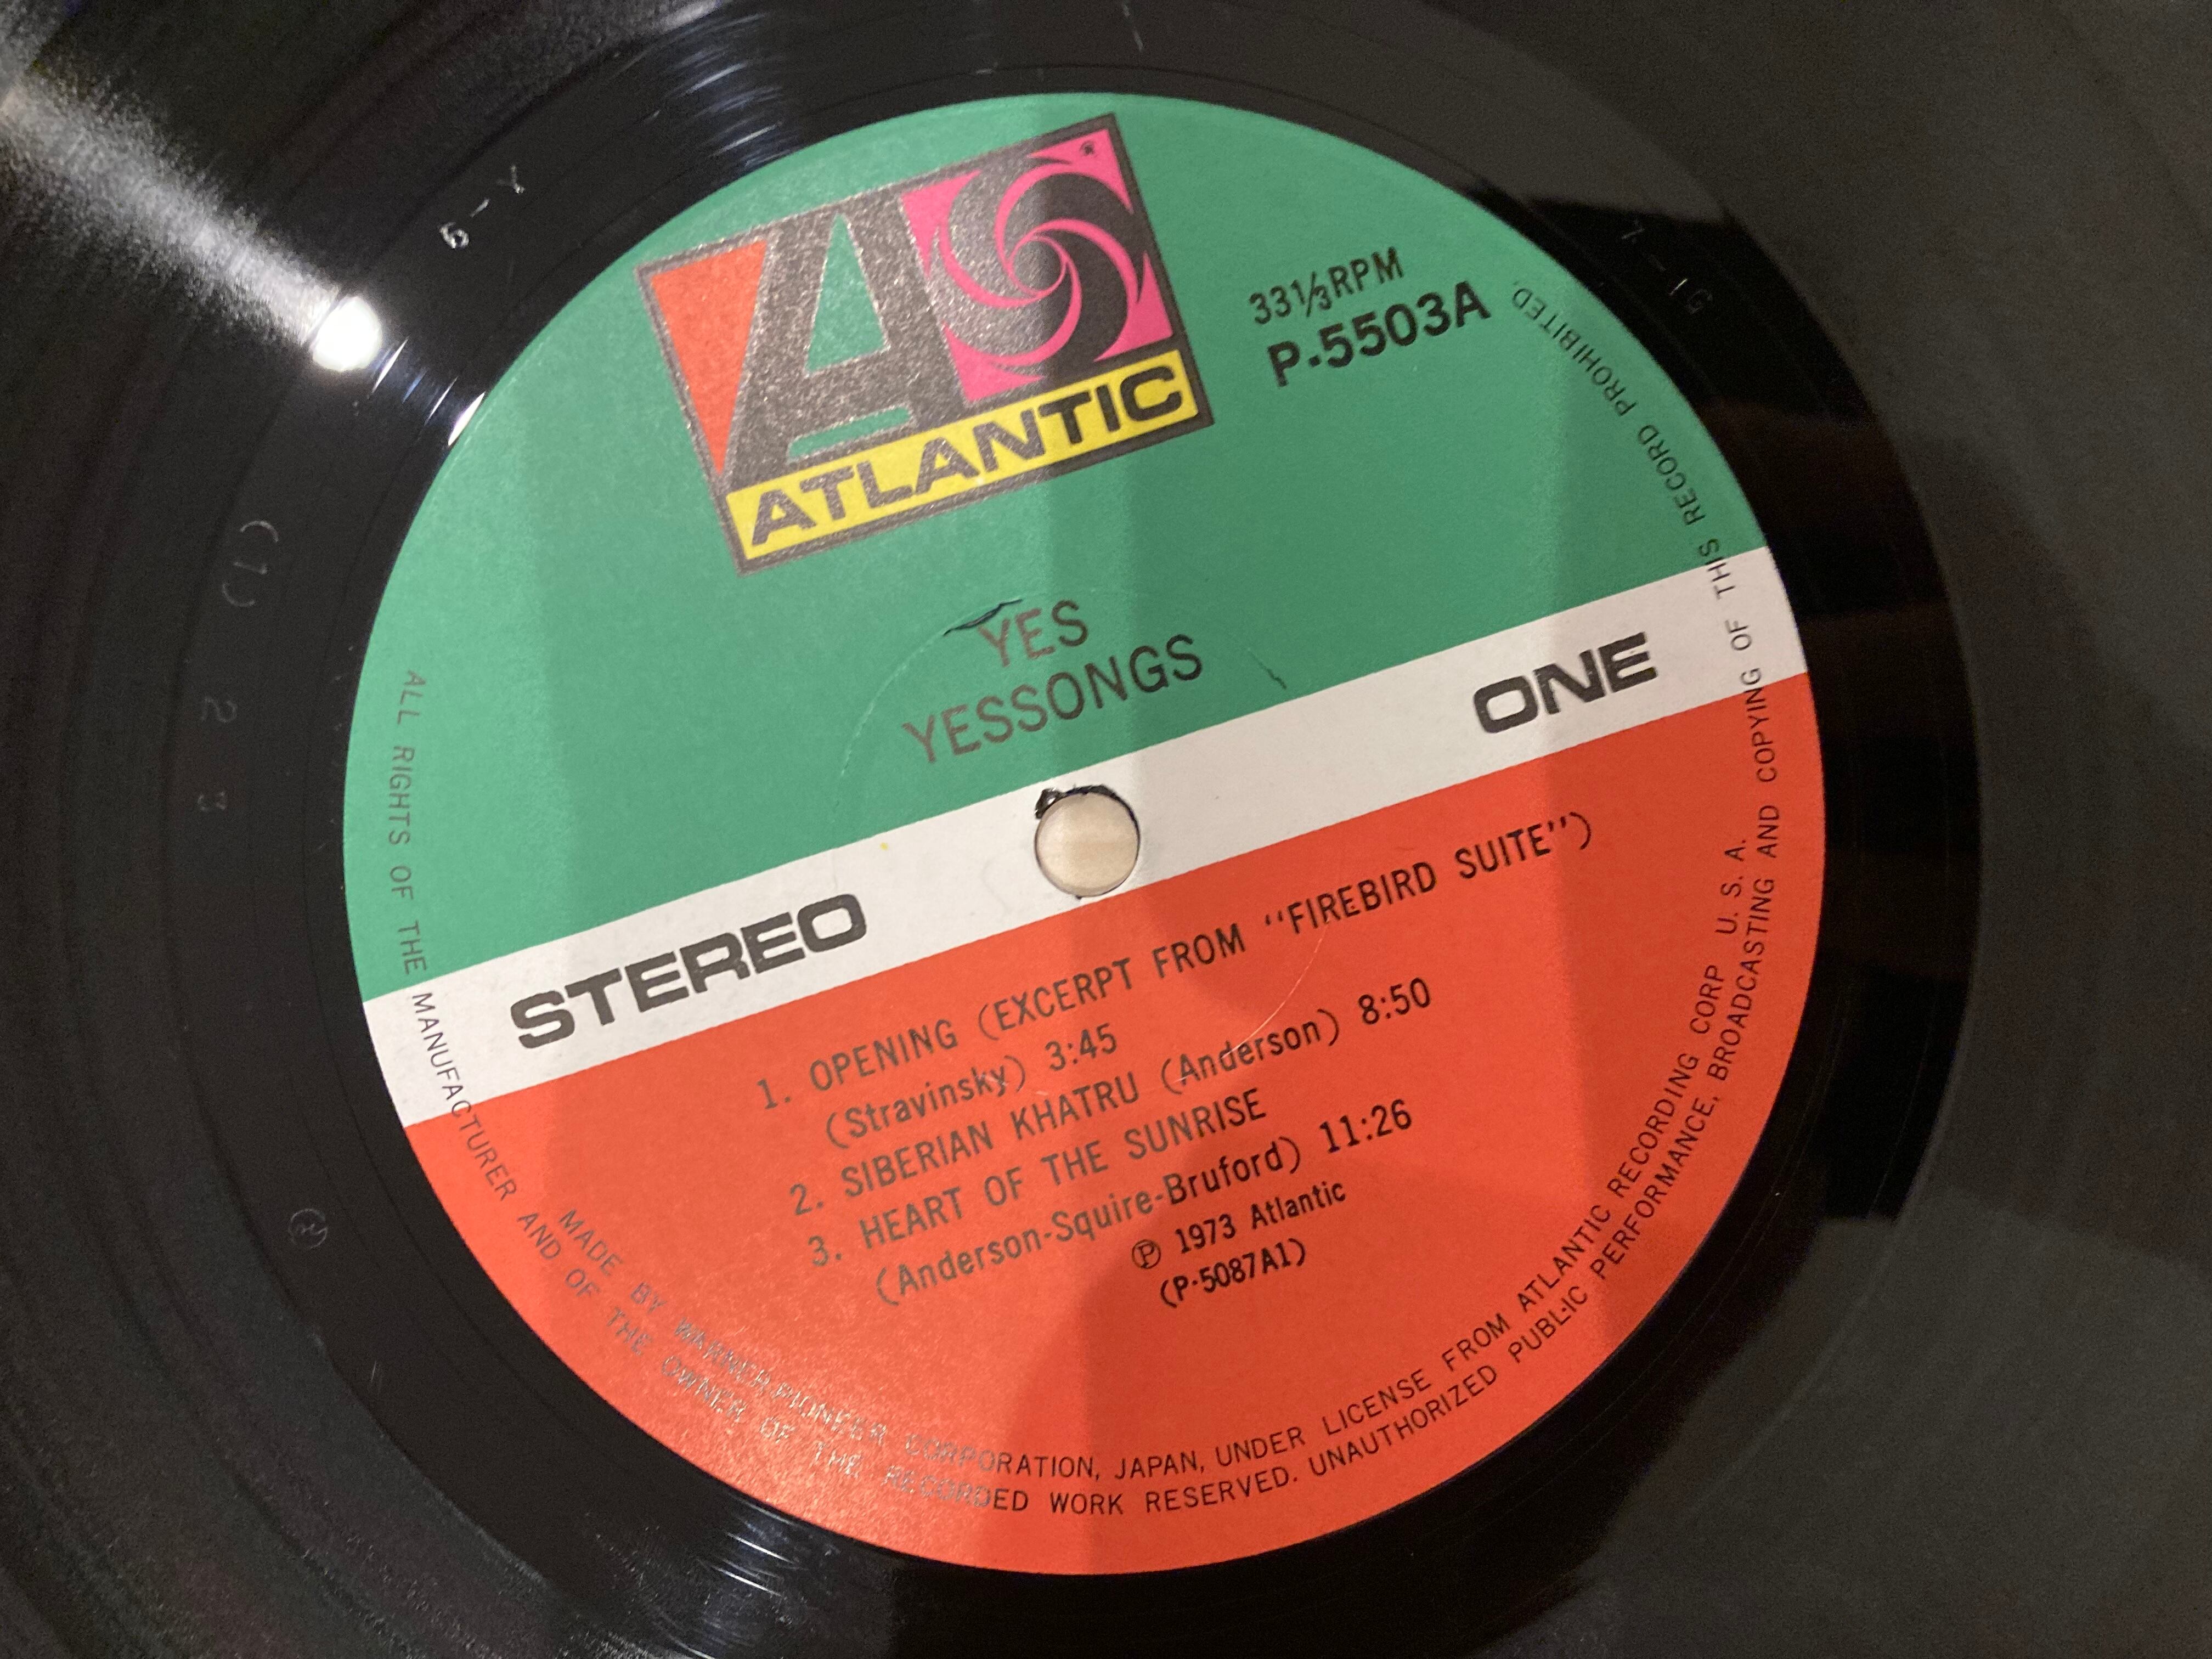 ATLANTIC
33⅓RPM
P-5503A
YES
YESSONGS
STEREO
ONE
1. OPENING (EXCERPT FROM “FIREBIRD SUITE”)
(Stravinsky) 3:45
2. SIBERIAN KHATRU (Anderson) 8:50
3. HEART OF THE SUNRISE
(Anderson-Squire-Bruford) 11:26
℗ 1973 Atlantic
(P-5087A1)
MADE BY WARNER-PIONEER CORPORATION, JAPAN, UNDER LICENSE FROM ATLANTIC RECORDING CORP U. S. A.
ALL RIGHTS OF THE MANUFACTURER AND OF THE OWNER OF THE RECORDED WORK RESERVED. UNAUTHORIZED PUBLIC PERFORMANCE, BROADCASTING AND COPYING OF THIS RECORD PROHIBITED.
(1) 2 3